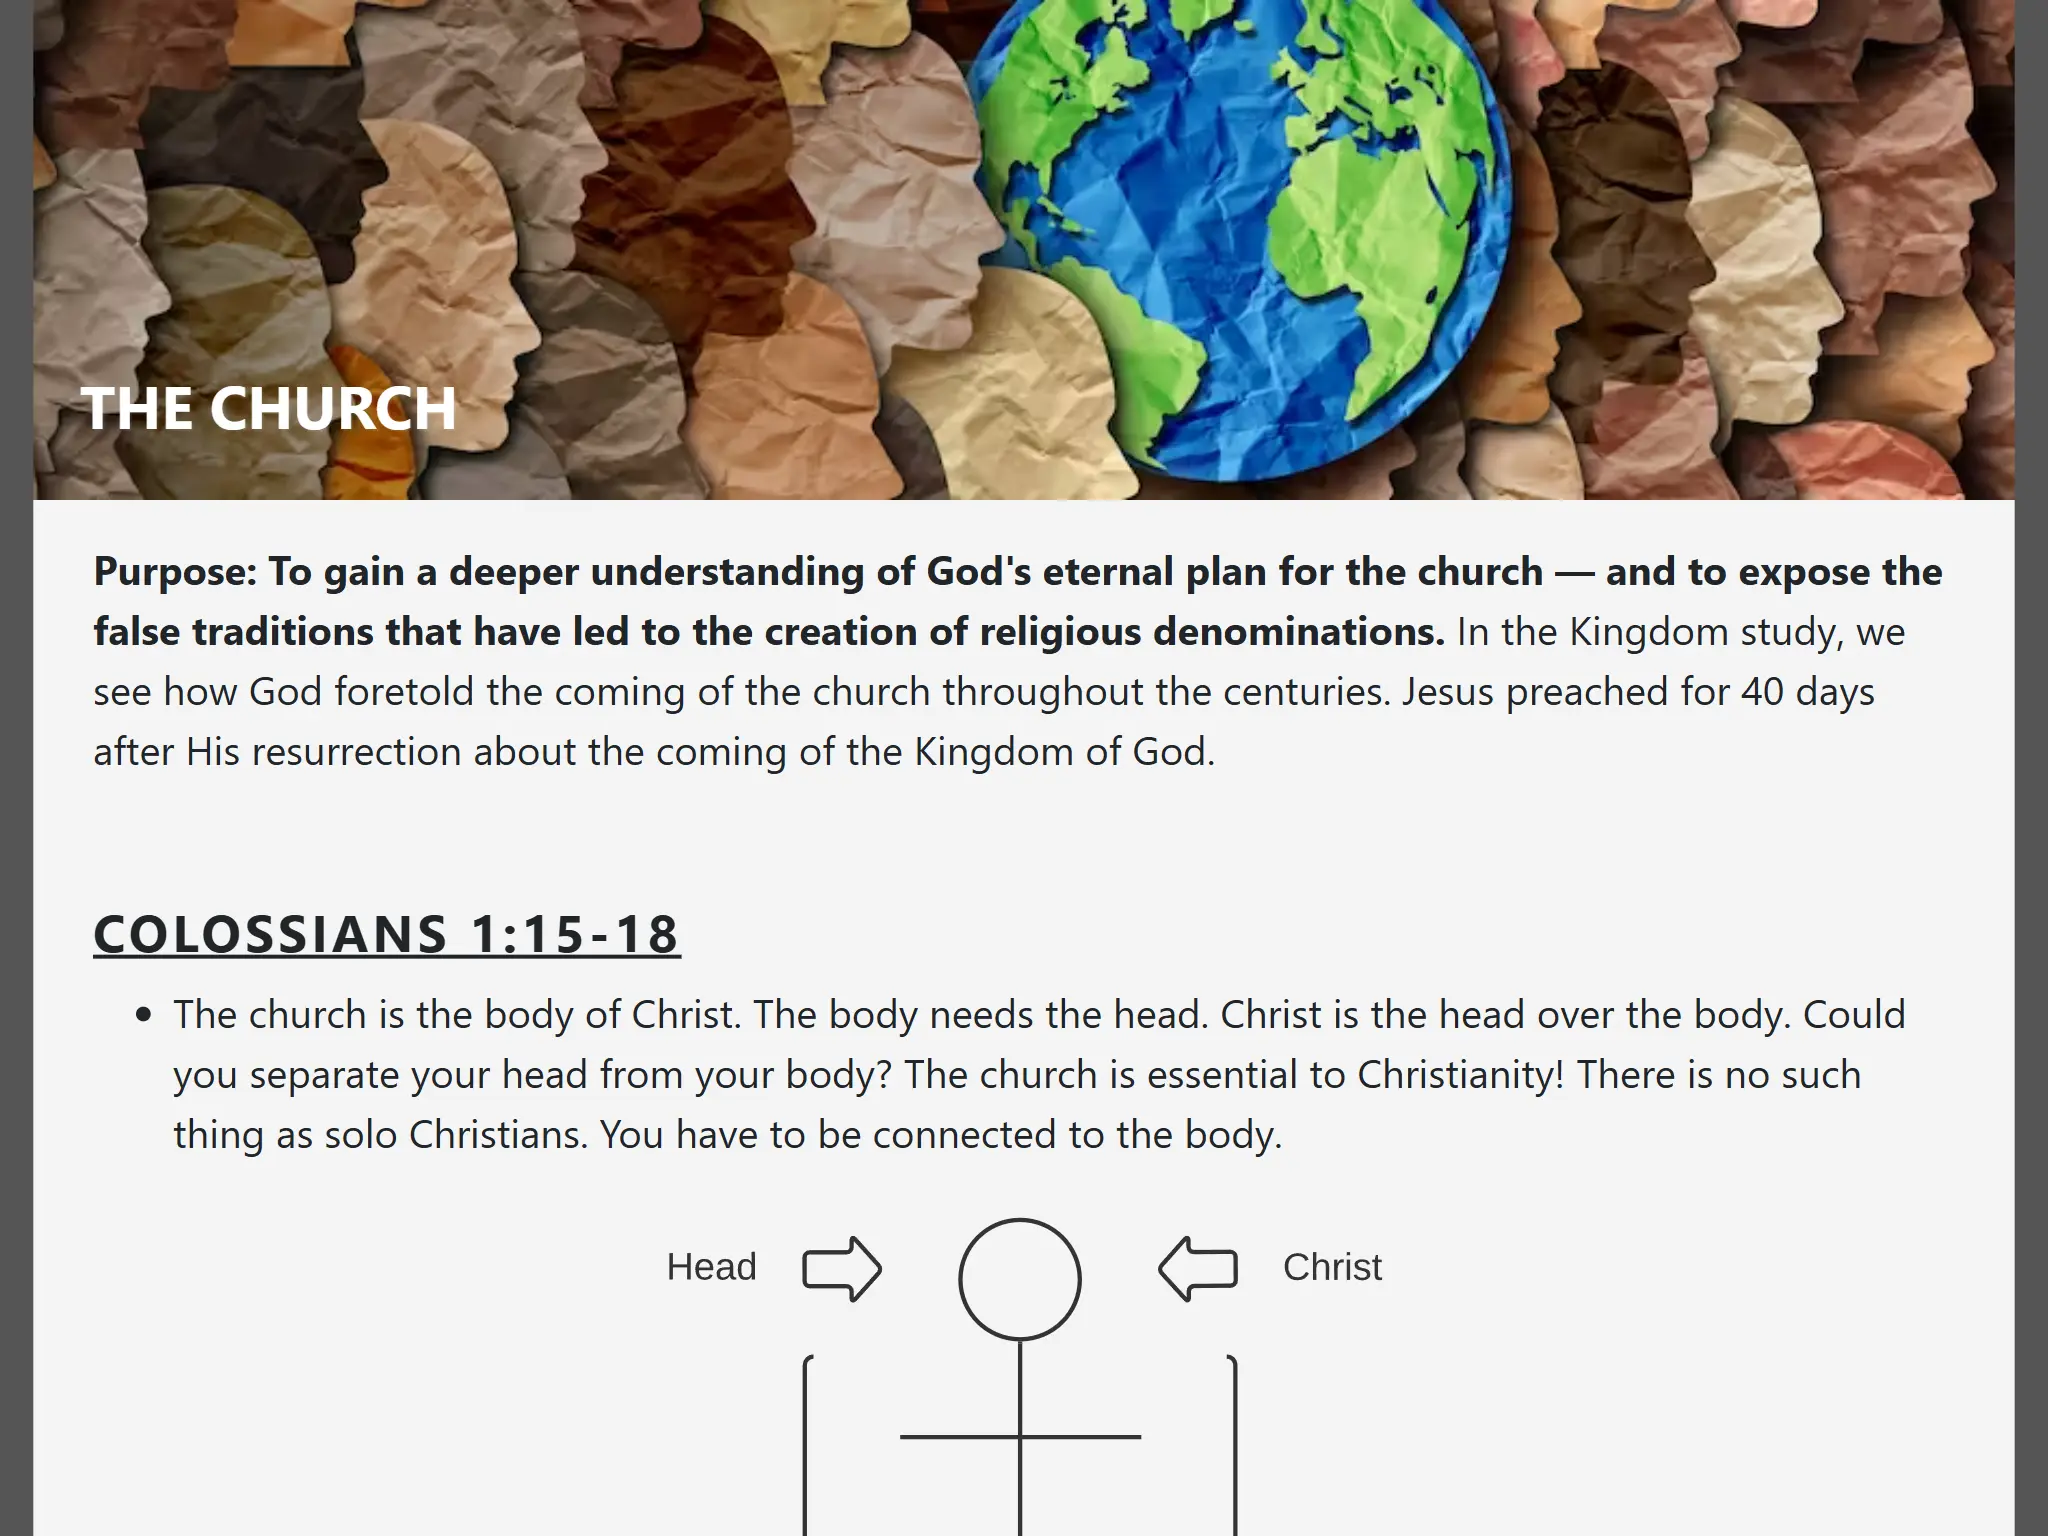 THE CHURCH
Purpose: To gain a deeper understanding of God's eternal plan for the church — and to expose the
false traditions that have led to the creation of religious denominations. In the Kingdom study, we
see how God foretold the coming of the church throughout the centuries. Jesus preached for 40 days
after His resurrection about the coming of the Kingdom of God.
COLOSSIANS 1:15-18
• The church is the body of Christ. The body needs the head. Christ is the head over the body. Could
you separate your head from your body? The church is essential to Christianity! There is no such
thing as solo Christians. You have to be connected to the body.
Head Christ